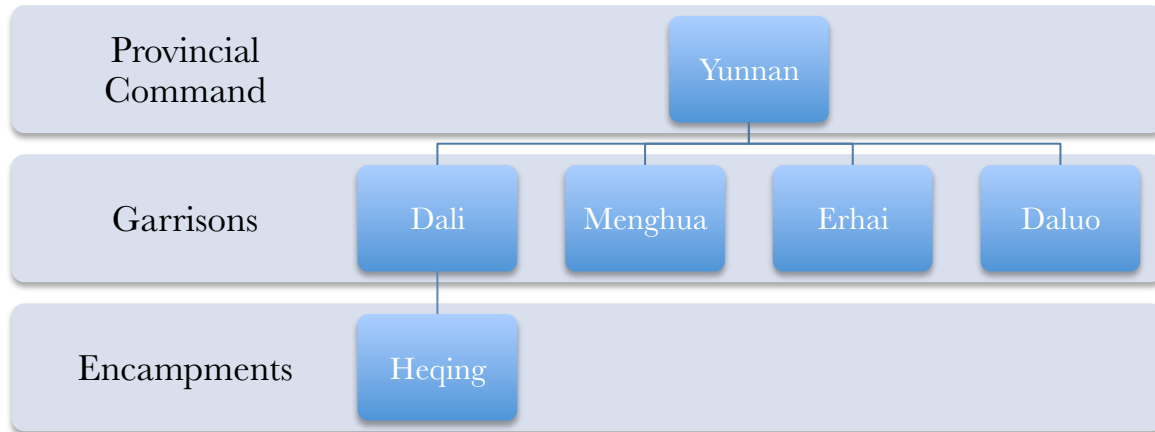 Provincial
Command
Yunnan
Garrisons
Dali
Menghua
Erhai
Daluo
Encampments
Heqing